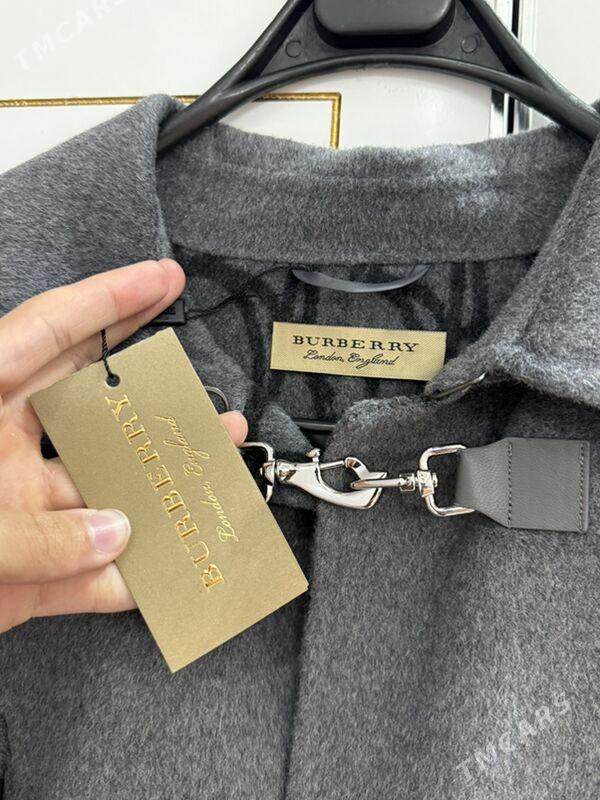 TMCARS
BURBERRY
London, England
BURBERRY
London, England
TMCARS